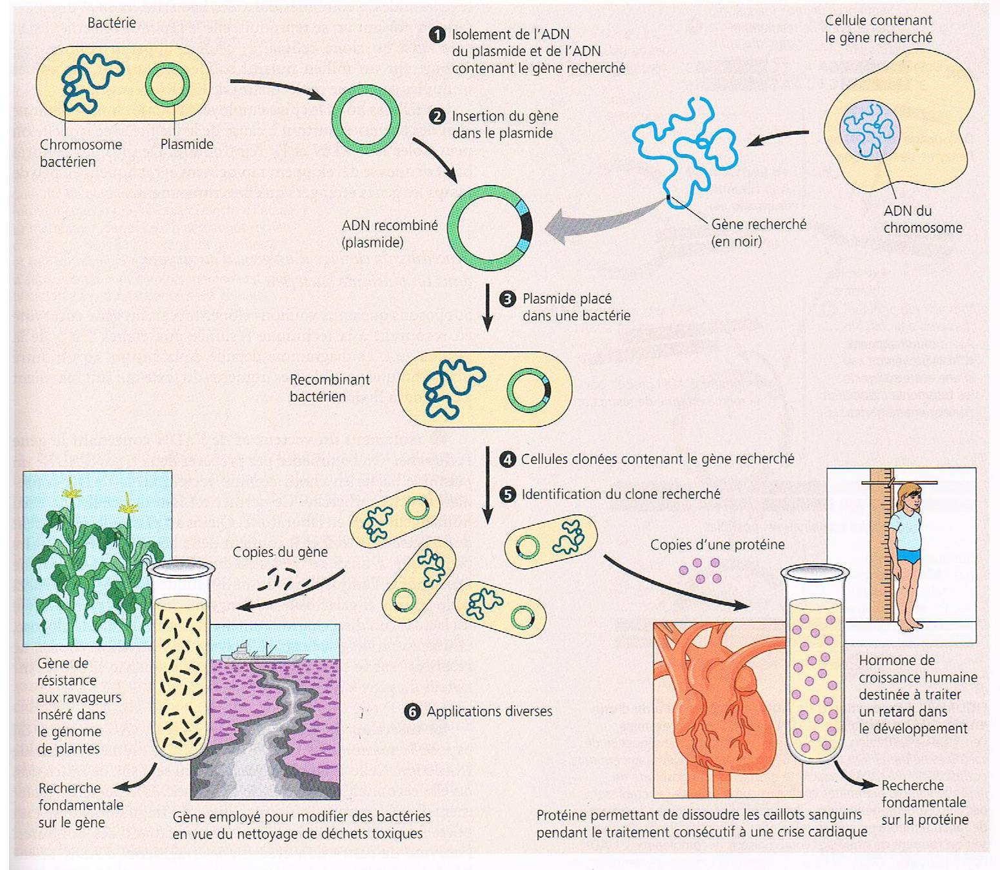 Bactérie
Chromosome
bactérien
Plasmide
1 Isolement de l'ADN
du plasmide et de l'ADN
contenant le gène recherché
Cellule contenant
le gène recherché
2 Insertion du gène
dans le plasmide
ADN du
chromosome
ADN recombiné
(plasmide)
Gène recherché
(en noir)
3 Plasmide placé
dans une bactérie
Recombinant
bactérien
4 Cellules clonées contenant le gène recherché
5 Identification du clone recherché
Copies du gène
Copies d'une protéine
Gène de
résistance
aux ravageurs
inséré dans
le génome
de plantes
6 Applications diverses
Hormone de
croissance humaine
destinée à traiter
un retard dans
le développement
Recherche
fondamentale
sur le gène
Gène employé pour modifier des bactéries
en vue du nettoyage de déchets toxiques
Protéine permettant de dissoudre les caillots sanguins
pendant le traitement consécutif à une crise cardiaque
Recherche
fondamentale
sur la protéine